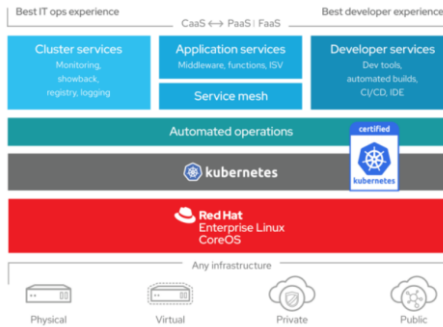 Best IT ops experience
Best developer experience
CaaS ↔ PaaS | FaaS
Cluster services
Monitoring,
showback,
registry, logging
Application services
Middleware, functions, ISV
Service mesh
Developer services
Dev tools,
automated builds,
CI/CD, IDE
Automated operations
certified
kubernetes
kubernetes
Red Hat
Enterprise Linux
CoreOS
Any infrastructure
Physical
Virtual
Private
Public